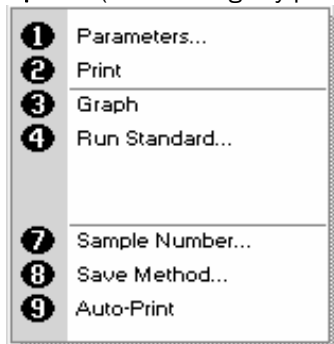 ❶ Parameters...
❷ Print
❸ Graph
❹ Run Standard...
❼ Sample Number...
❽ Save Method...
❾ Auto-Print